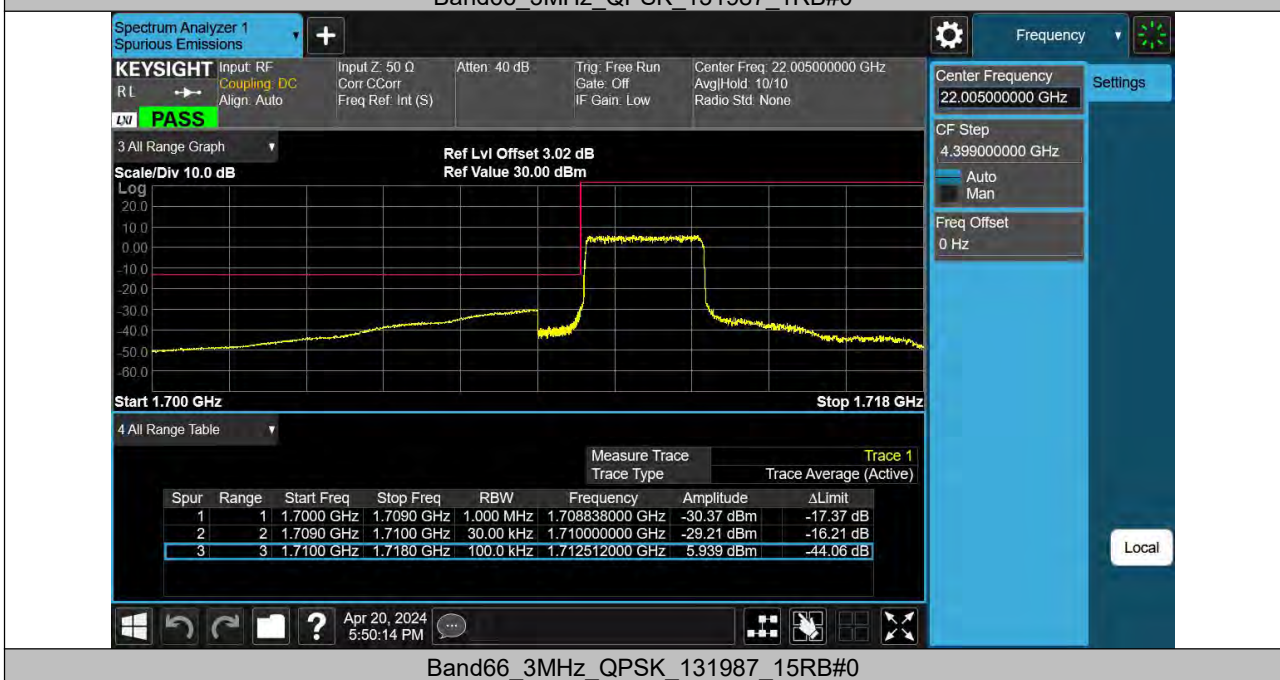 Band66_3MHz_QPSK_131987_1RB#0
Spectrum Analyzer 1
Spurious Emissions
Frequency
KEYSIGHT
RL
LXI
PASS
Input: RF
Coupling: DC
Align: Auto
Input Z: 50 Ω
Corr CCorr
Freq Ref: Int (S)
Atten: 40 dB
Trig: Free Run
Gate: Off
IF Gain: Low
Center Freq: 22.005000000 GHz
Avg|Hold: 10/10
Radio Std: None
Center Frequency
22.005000000 GHz
Settings
CF Step
4.399000000 GHz
Auto
Man
Freq Offset
0 Hz
Local
3 All Range Graph
Ref Lvl Offset 3.02 dB
Scale/Div 10.0 dB
Ref Value 30.00 dBm
Log
20.0
10.0
0.00
-10.0
-20.0
-30.0
-40.0
-50.0
-60.0
Start 1.700 GHz
Stop 1.718 GHz
4 All Range Table
Measure Trace Trace 1
Trace Type Trace Average (Active)
Spur Range Start Freq Stop Freq RBW Frequency Amplitude ΔLimit
1 1 1.7000 GHz 1.7090 GHz 1.000 MHz 1.708838000 GHz -30.37 dBm -17.37 dB
2 2 1.7090 GHz 1.7100 GHz 30.00 kHz 1.710000000 GHz -29.21 dBm -16.21 dB
3 3 1.7100 GHz 1.7180 GHz 100.0 kHz 1.712512000 GHz 5.939 dBm -44.06 dB
?
Apr 20, 2024
5:50:14 PM
Band66_3MHz_QPSK_131987_15RB#0